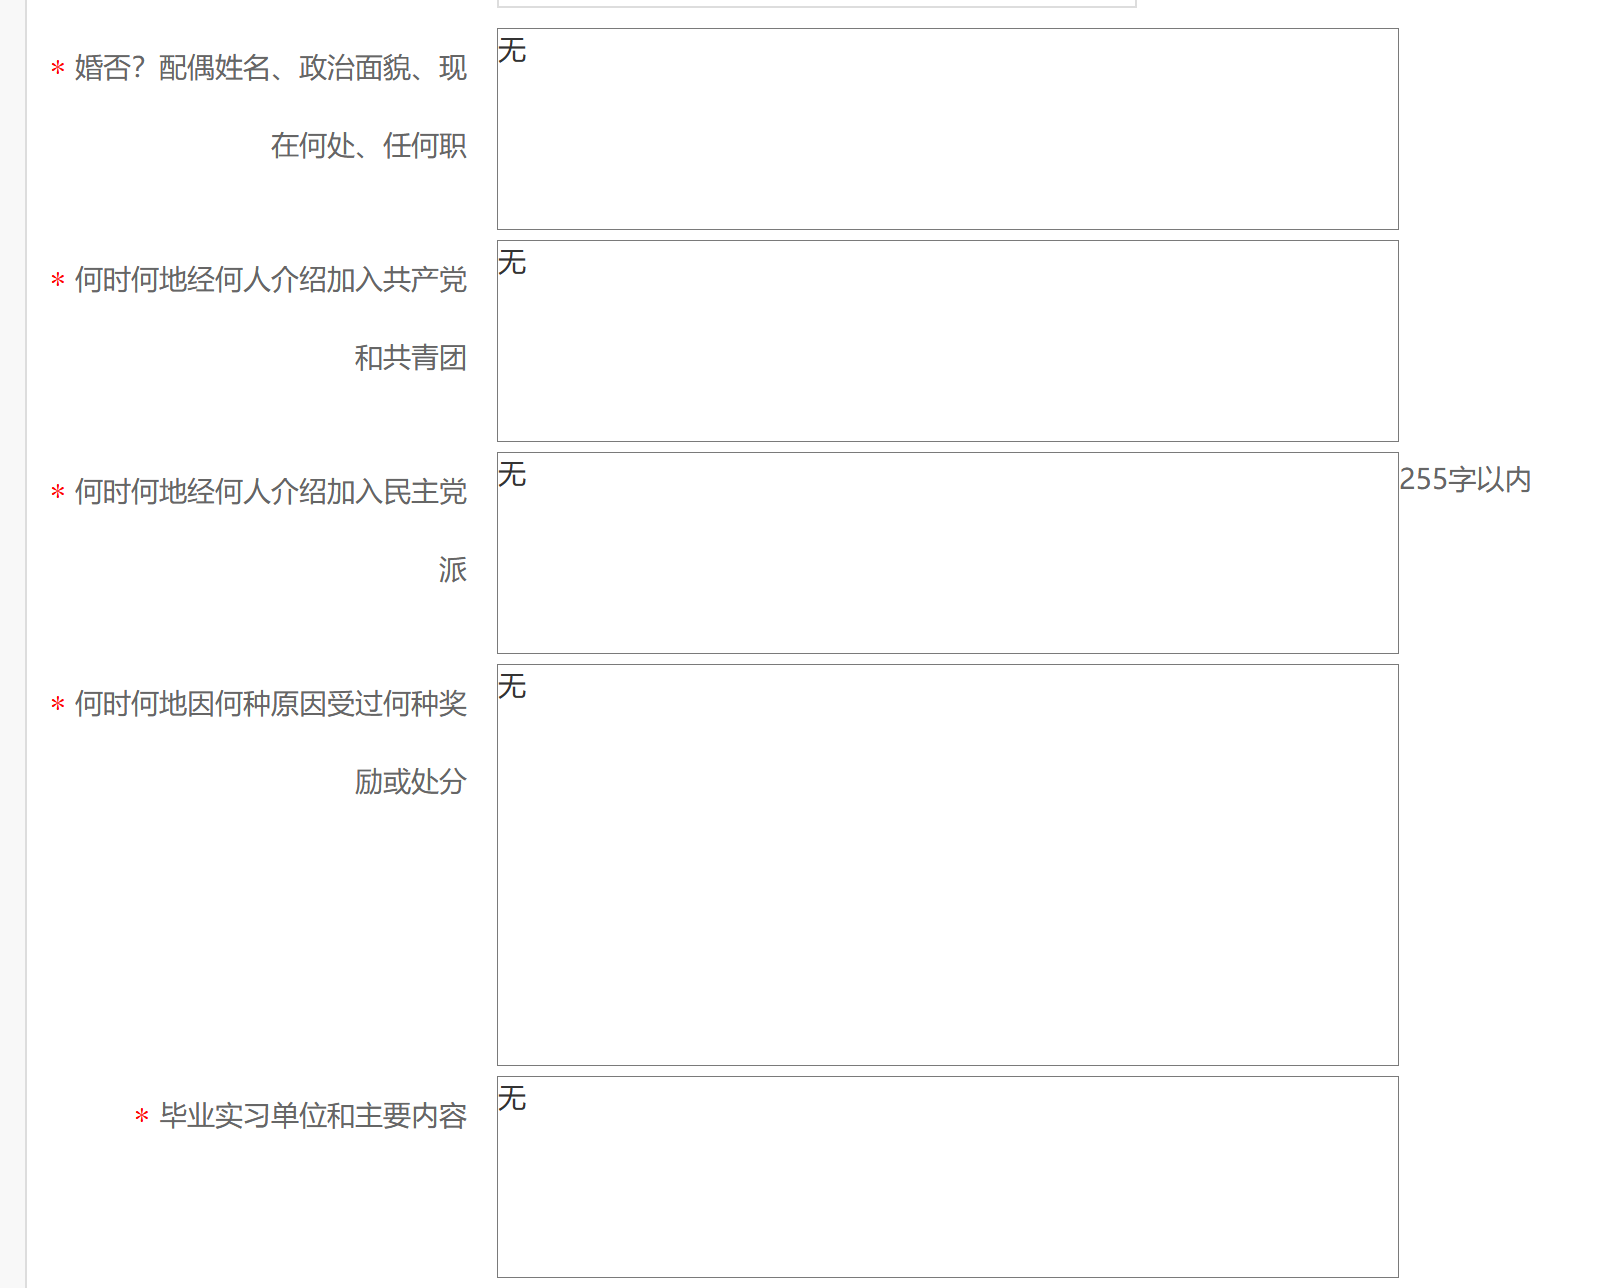 * 婚否？配偶姓名、政治面貌、现
在何处、任何职
无
* 何时何地经何人介绍加入共产党
和共青团
无
* 何时何地经何人介绍加入民主党
派
无
255字以内
* 何时何地因何种原因受过何种奖
励或处分
无
* 毕业实习单位和主要内容
无